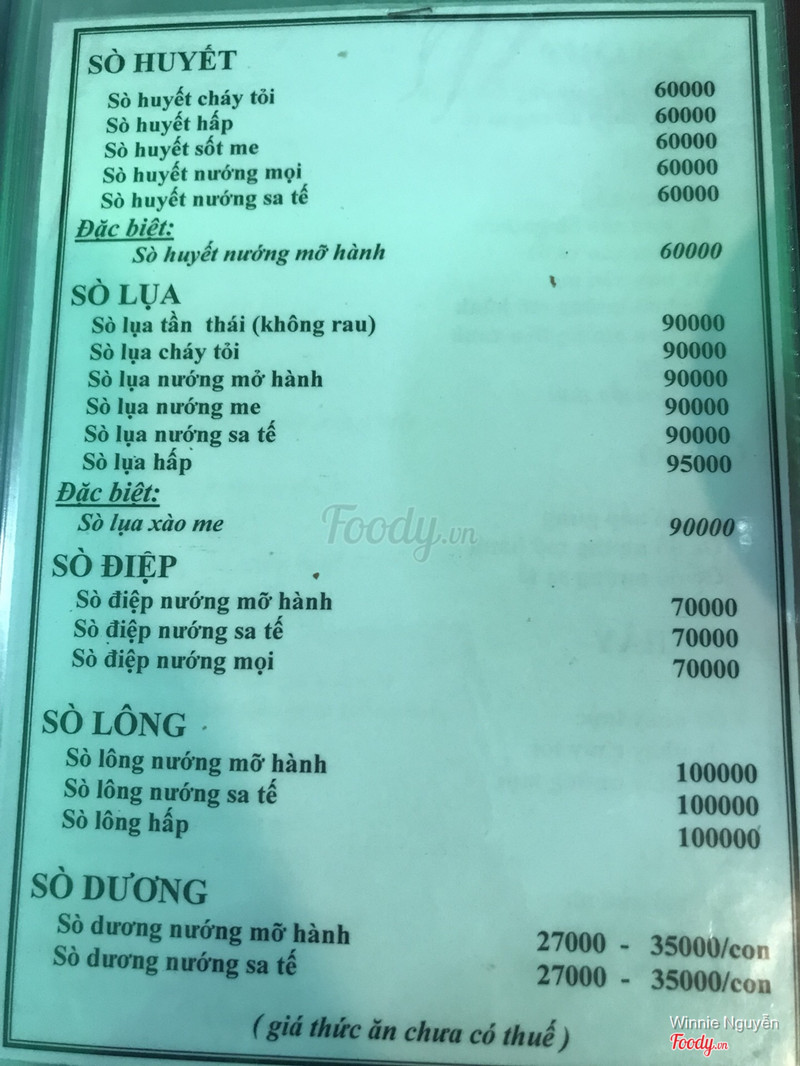 SÒ HUYẾT
Sò huyết cháy tỏi 60000
Sò huyết hấp 60000
Sò huyết sốt me 60000
Sò huyết nướng mọi 60000
Sò huyết nướng sa tế 60000
Đặc biệt:
Sò huyết nướng mỡ hành 60000
SÒ LỤA
Sò lụa tần thái (không rau) 90000
Sò lụa cháy tỏi 90000
Sò lụa nướng mở hành 90000
Sò lụa nướng me 90000
Sò lụa nướng sa tế 90000
Sò lụa hấp 95000
Đặc biệt:
Sò lụa xào me 90000
Foody.vn
SÒ ĐIỆP
Sò điệp nướng mỡ hành 70000
Sò điệp nướng sa tế 70000
Sò điệp nướng mọi 70000
SÒ LÔNG
Sò lông nướng mỡ hành 100000
Sò lông nướng sa tế 100000
Sò lông hấp 100000
SÒ DƯƠNG
Sò dương nướng mỡ hành 27000 - 35000/con
Sò dương nướng sa tế 27000 - 35000/con
( giá thức ăn chưa có thuế )
Winnie Nguyễn
Foody.vn